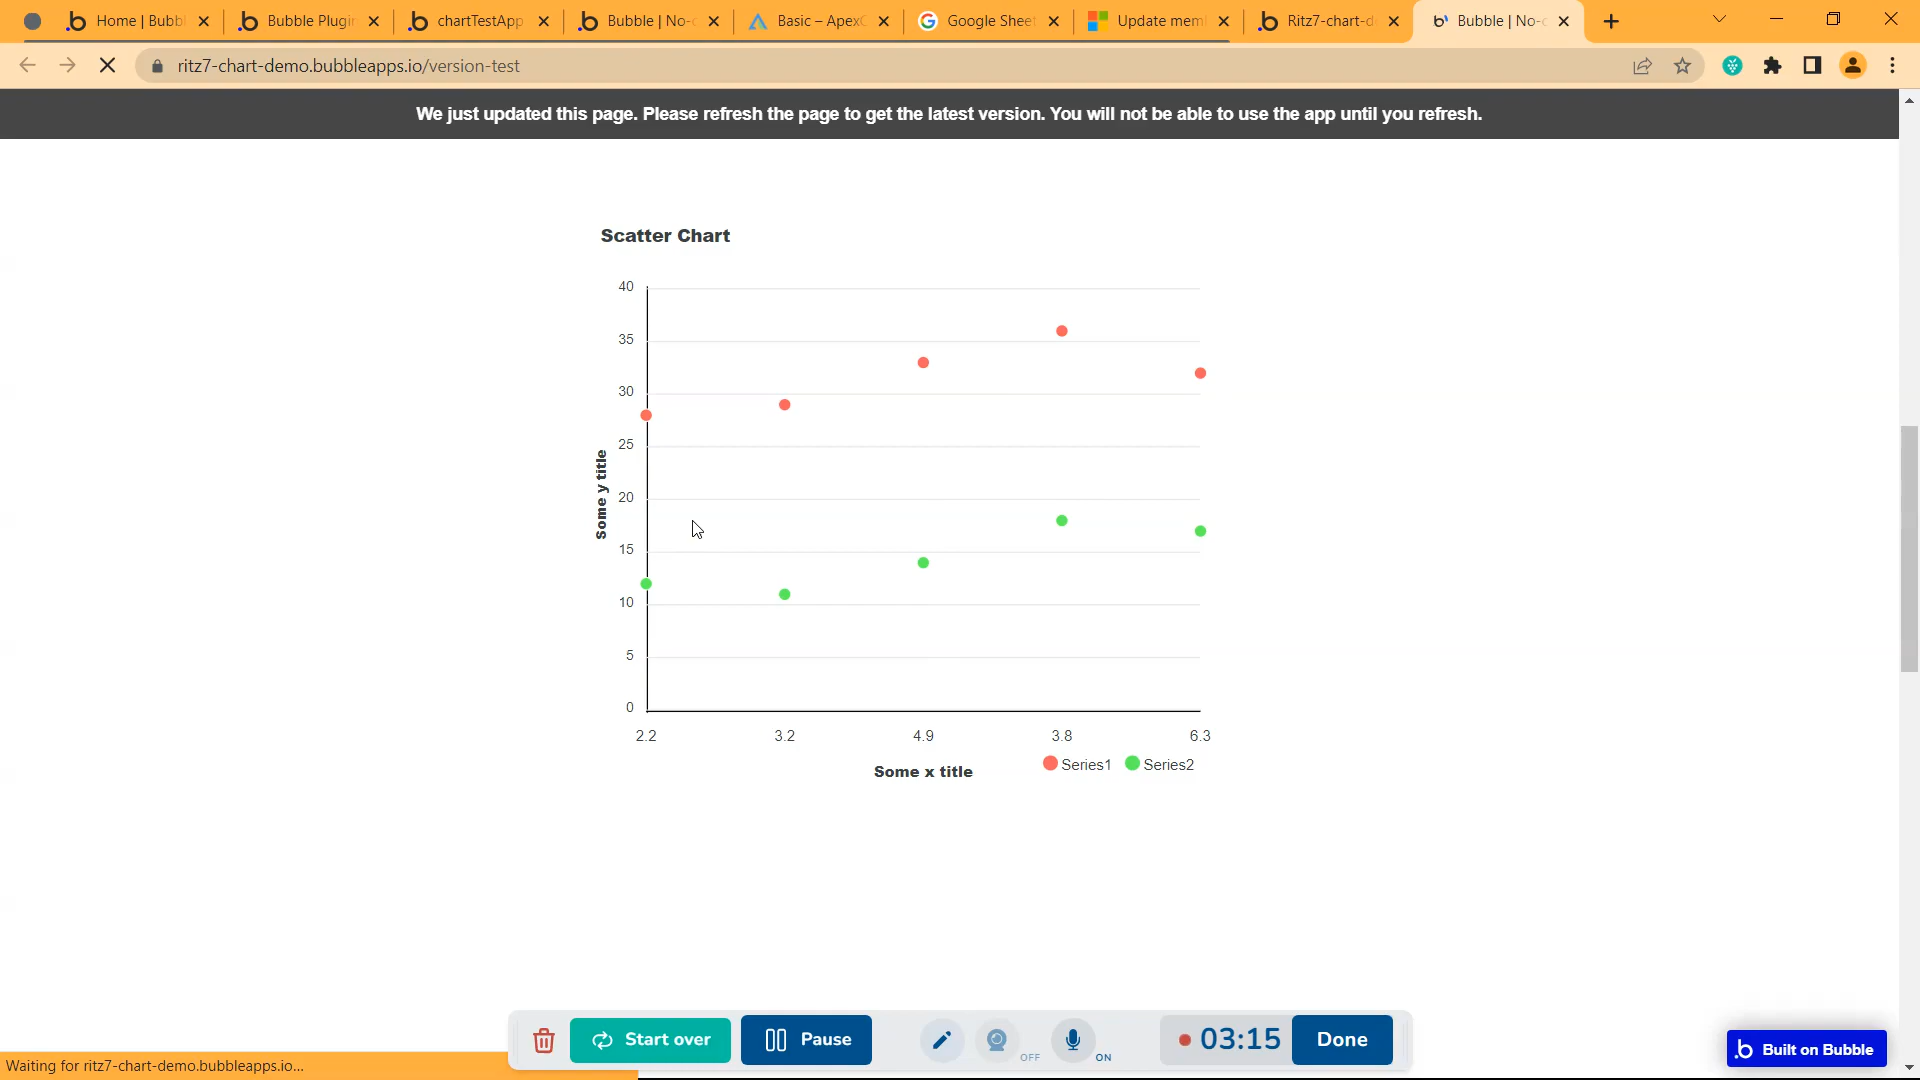 Home | Bubbl
Bubble Plugin
chartTestApp
Bubble | No-c
Basic – ApexC
Google Sheet
Update mem
Ritz7-chart-d
Bubble | No-c
ritz7-chart-demo.bubbleapps.io/version-test
We just updated this page. Please refresh the page to get the latest version. You will not be able to use the app until you refresh.
Scatter Chart
40
35
30
25
20
15
10
5
0
Some y title
2.2 3.2 4.9 3.8 6.3
Some x title
Series1 Series2
Start over
Pause
OFF
ON
03:15
Done
Built on Bubble
Waiting for ritz7-chart-demo.bubbleapps.io...